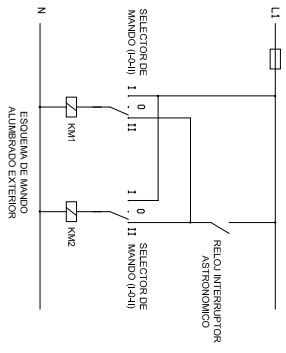 L1
N
SELECTOR DE
MANDO (I-0-II)
I
0
II
KM1
I
0
II
KM2
SELECTOR DE
MANDO (I-0-II)
RELOJ INTERRUPTOR
ASTRONOMICO
ESQUEMA DE MANDO
ALUMBRADO EXTERIOR